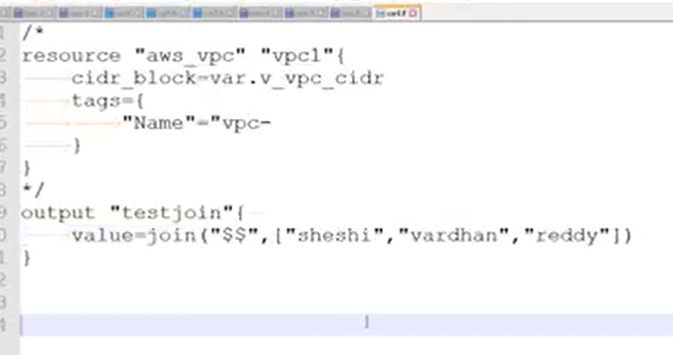 /*
resource "aws_vpc" "vpc1"{
cidr_block=var.v_vpc_cidr
tags={
"Name"="vpc-
}
}
*/
output "testjoin"{
value=join("$$",["sheshi","vardhan","reddy"])
}